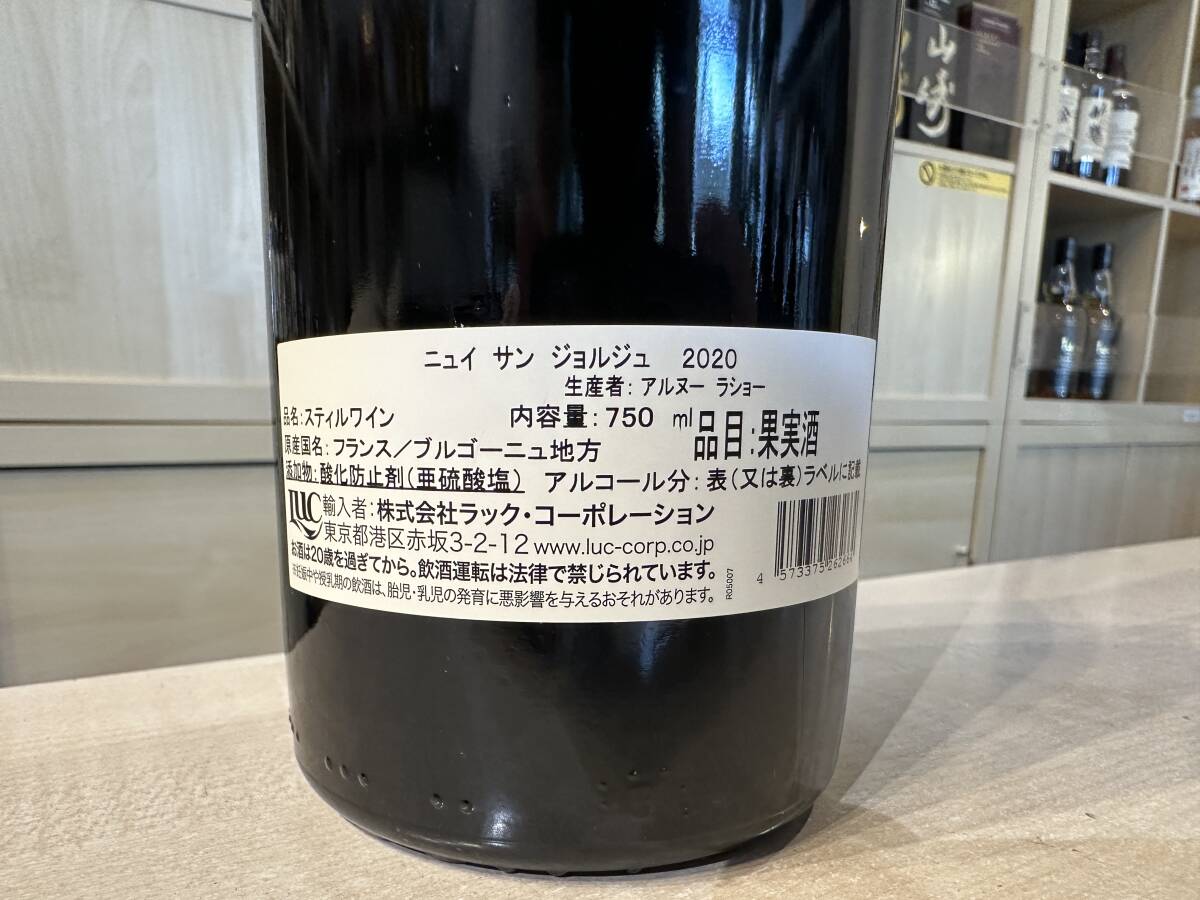 ニュイ サン ジョルジュ 2020
生産者: アルヌー ラショー
品名:スティルワイン 内容量:750 ml 品目:果実酒
原産国名:フランス/ブルゴーニュ地方
添加物:酸化防止剤(亜硫酸塩) アルコール分:表(又は裏)ラベルに記載
LUC 輸入者:株式会社ラック・コーポレーション
東京都港区赤坂3-2-12 www.luc-corp.co.jp
お酒は20歳を過ぎてから。飲酒運転は法律で禁じられています。
※妊娠中や授乳期の飲酒は、胎児・乳児の発育に悪影響を与えるおそれがあります。
R05007
山崎